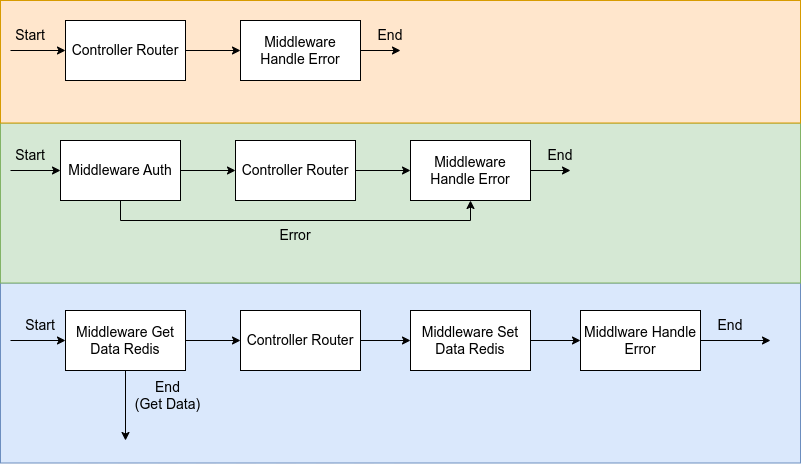 Start
Controller Router
Middleware
Handle Error
End
Start
Middleware Auth
Controller Router
Middleware
Handle Error
End
Error
Start
Middleware Get
Data Redis
Controller Router
Middleware Set
Data Redis
Middlware Handle
Error
End
End
(Get Data)